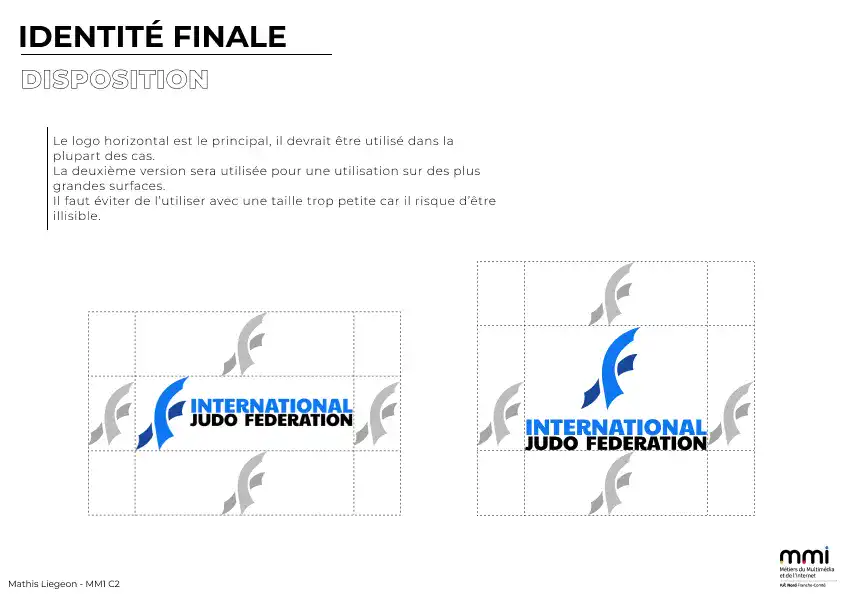 IDENTITÉ FINALE
DISPOSITION
Le logo horizontal est le principal, il devrait être utilisé dans la
plupart des cas.
La deuxième version sera utilisée pour une utilisation sur des plus
grandes surfaces.
Il faut éviter de l'utiliser avec une taille trop petite car il risque d'être
illisible.
INTERNATIONAL
JUDO FEDERATION
INTERNATIONAL
JUDO FEDERATION
Mathis Liegeon - MM1 C2
mmi
Métiers du Multimédia
et de l'Internet
IUT Nord Franche-Comté